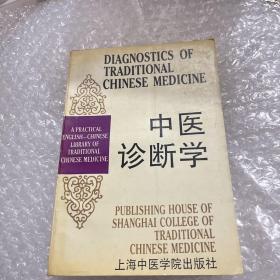 DIAGNOSTICS OF
TRADITIONAL
CHINESE MEDICINE
A PRACTICAL
ENGLISH—CHINESE
LIBRARY OF
TRADITIONAL
CHINESE MEDICINE
中医
诊断学
PUBLISHING HOUSE OF
SHANGHAI COLLEGE OF
TRADITIONAL
CHINESE MEDICINE
上海中医学院出版社